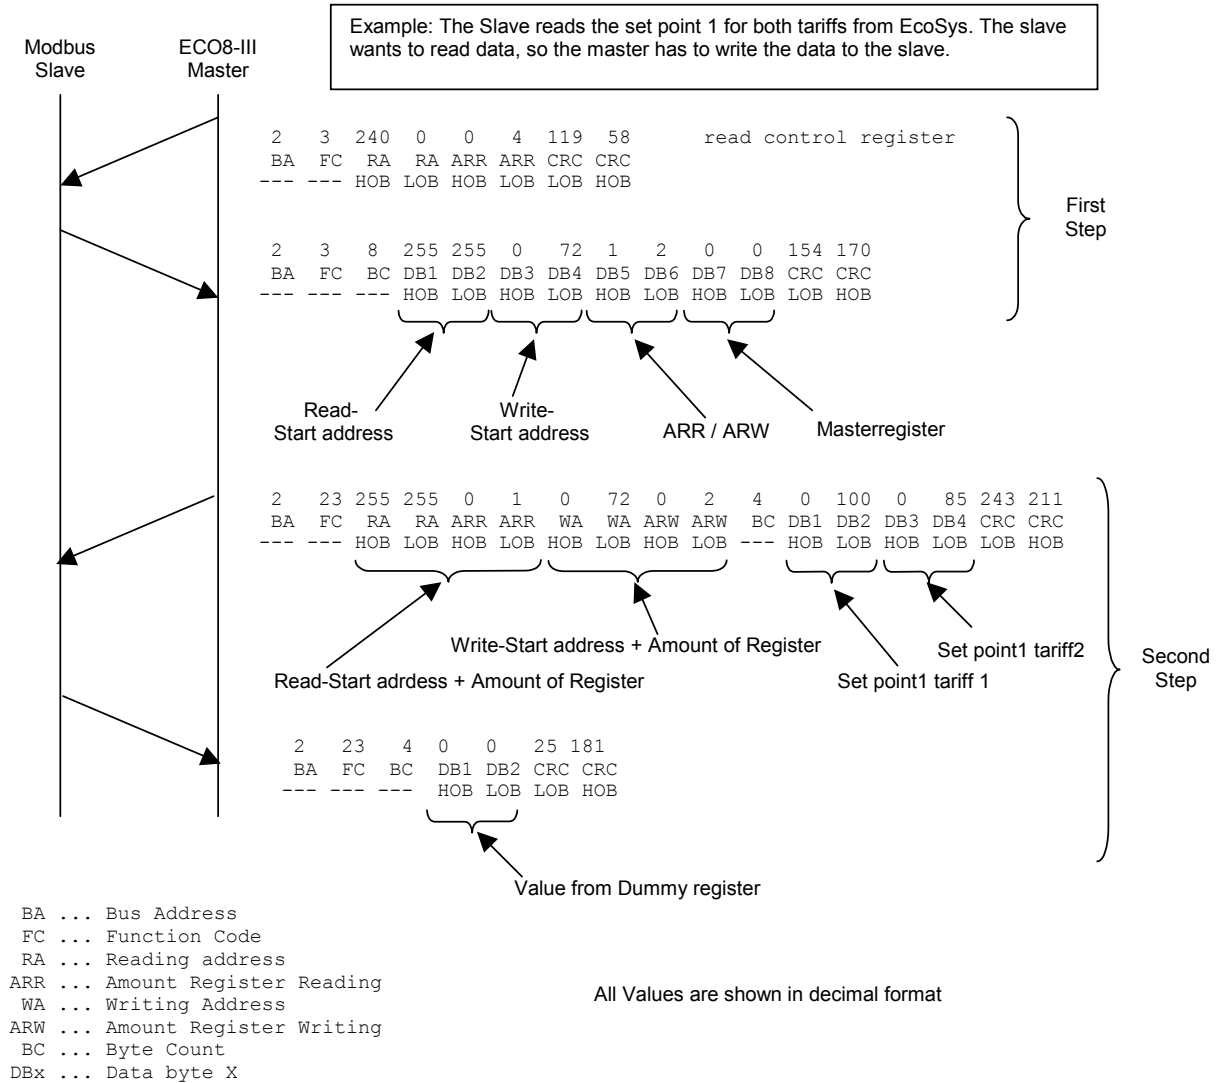 Example: The Slave reads the set point 1 for both tariffs from EcoSys. The slave
wants to read data, so the master has to write the data to the slave.
Modbus Slave
ECO8-III Master
2 3 240 0 0 4 119 58 read control register
BA FC RA RA ARR ARR CRC CRC
--- --- HOB LOB HOB LOB LOB HOB
First
Step
2 3 8 255 255 0 72 1 2 0 0 154 170
BA FC BC DB1 DB2 DB3 DB4 DB5 DB6 DB7 DB8 CRC CRC
--- --- --- HOB LOB HOB LOB HOB LOB HOB LOB LOB HOB
Read-
Start address
Write-
Start address
ARR / ARW
Masterregister
2 23 255 255 0 1 0 72 0 2 4 0 100 0 85 243 211
BA FC RA RA ARR ARR WA WA ARW ARW BC DB1 DB2 DB3 DB4 CRC CRC
--- --- HOB LOB HOB LOB HOB LOB HOB LOB --- HOB LOB HOB LOB LOB HOB
Write-Start address + Amount of Register
Set point1 tariff2
Read-Start adrdess + Amount of Register
Set point1 tariff 1
Second
Step
2 23 4 0 0 25 181
BA FC BC DB1 DB2 CRC CRC
--- --- --- HOB LOB LOB HOB
Value from Dummy register
BA ... Bus Address
FC ... Function Code
RA ... Reading address
ARR ... Amount Register Reading
WA ... Writing Address
ARW ... Amount Register Writing
BC ... Byte Count
DBx ... Data byte X
All Values are shown in decimal format